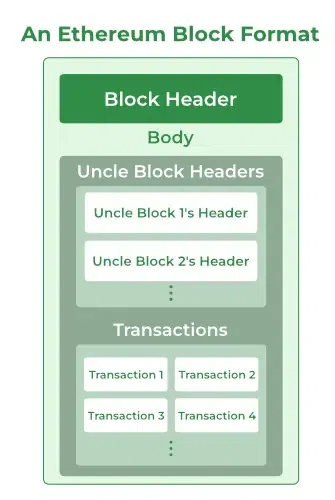 An Ethereum Block Format
Block Header
Body
Uncle Block Headers
Uncle Block 1's Header
Uncle Block 2's Header
Transactions
Transaction 1 Transaction 2
Transaction 3 Transaction 4